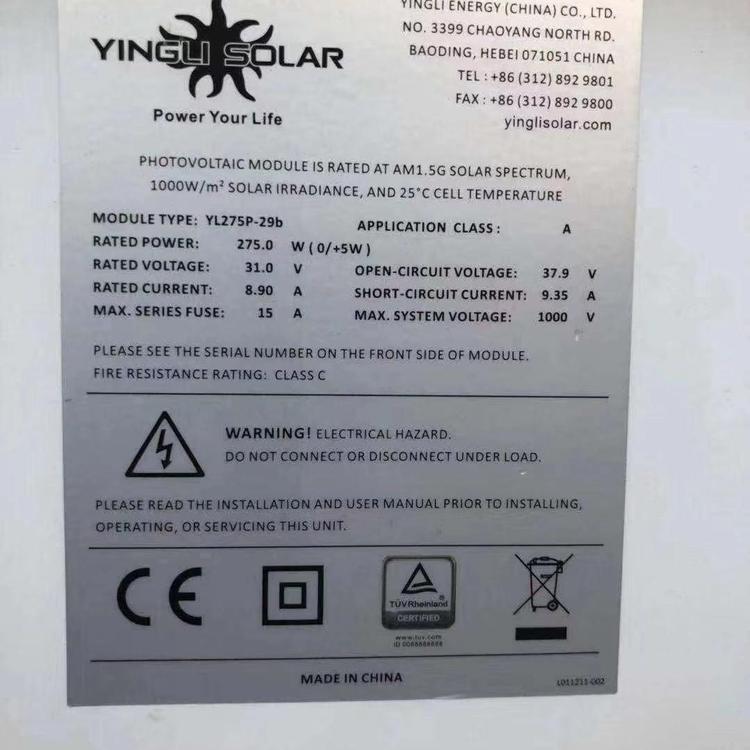 YINGLI SOLAR
Power Your Life
YINGLI ENERGY (CHINA) CO., LTD.
NO. 3399 CHAOYANG NORTH RD.
BAODING, HEBEI 071051 CHINA
TEL : +86 (312) 892 9801
FAX : +86 (312) 892 9800
yinglisolar.com
PHOTOVOLTAIC MODULE IS RATED AT AM1.5G SOLAR SPECTRUM,
1000W/m² SOLAR IRRADIANCE, AND 25°C CELL TEMPERATURE
MODULE TYPE: YL275P-29b APPLICATION CLASS : A
RATED POWER: 275.0 W ( 0/+5W )
RATED VOLTAGE: 31.0 V OPEN-CIRCUIT VOLTAGE: 37.9 V
RATED CURRENT: 8.90 A SHORT-CIRCUIT CURRENT: 9.35 A
MAX. SERIES FUSE: 15 A MAX. SYSTEM VOLTAGE: 1000 V
PLEASE SEE THE SERIAL NUMBER ON THE FRONT SIDE OF MODULE.
FIRE RESISTANCE RATING: CLASS C
WARNING! ELECTRICAL HAZARD.
DO NOT CONNECT OR DISCONNECT UNDER LOAD.
PLEASE READ THE INSTALLATION AND USER MANUAL PRIOR TO INSTALLING,
OPERATING, OR SERVICING THIS UNIT.
CE
TÜVRheinland
CERTIFIED
www.tuv.com
ID
MADE IN CHINA
L011211-002